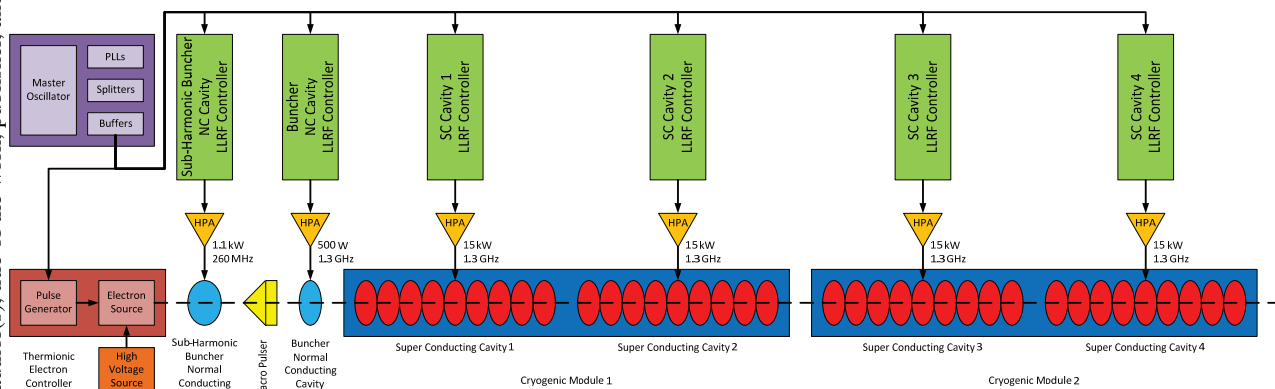 Master
Oscillator
PLLs
Splitters
Buffers
Sub-Harmonic Buncher
NC Cavity
LLRF Controller
Buncher
NC Cavity
LLRF Controller
SC Cavity 1
LLRF Controller
SC Cavity 2
LLRF Controller
SC Cavity 3
LLRF Controller
SC Cavity 4
LLRF Controller
HPA
HPA
HPA
HPA
HPA
HPA
1.1 kW
260 MHz
500 W
1.3 GHz
15 kW
1.3 GHz
15 kW
1.3 GHz
15 kW
1.3 GHz
15 kW
1.3 GHz
Pulse
Generator
Electron
Source
Thermionic
Electron
Controller
High
Voltage
Source
Sub-Harmonic
Buncher
Normal
Conducting
Pulser
Buncher
Normal
Conducting
Cavity
Super Conducting Cavity 1
Super Conducting Cavity 2
Super Conducting Cavity 3
Super Conducting Cavity 4
Cryogenic Module 1
Cryogenic Module 2